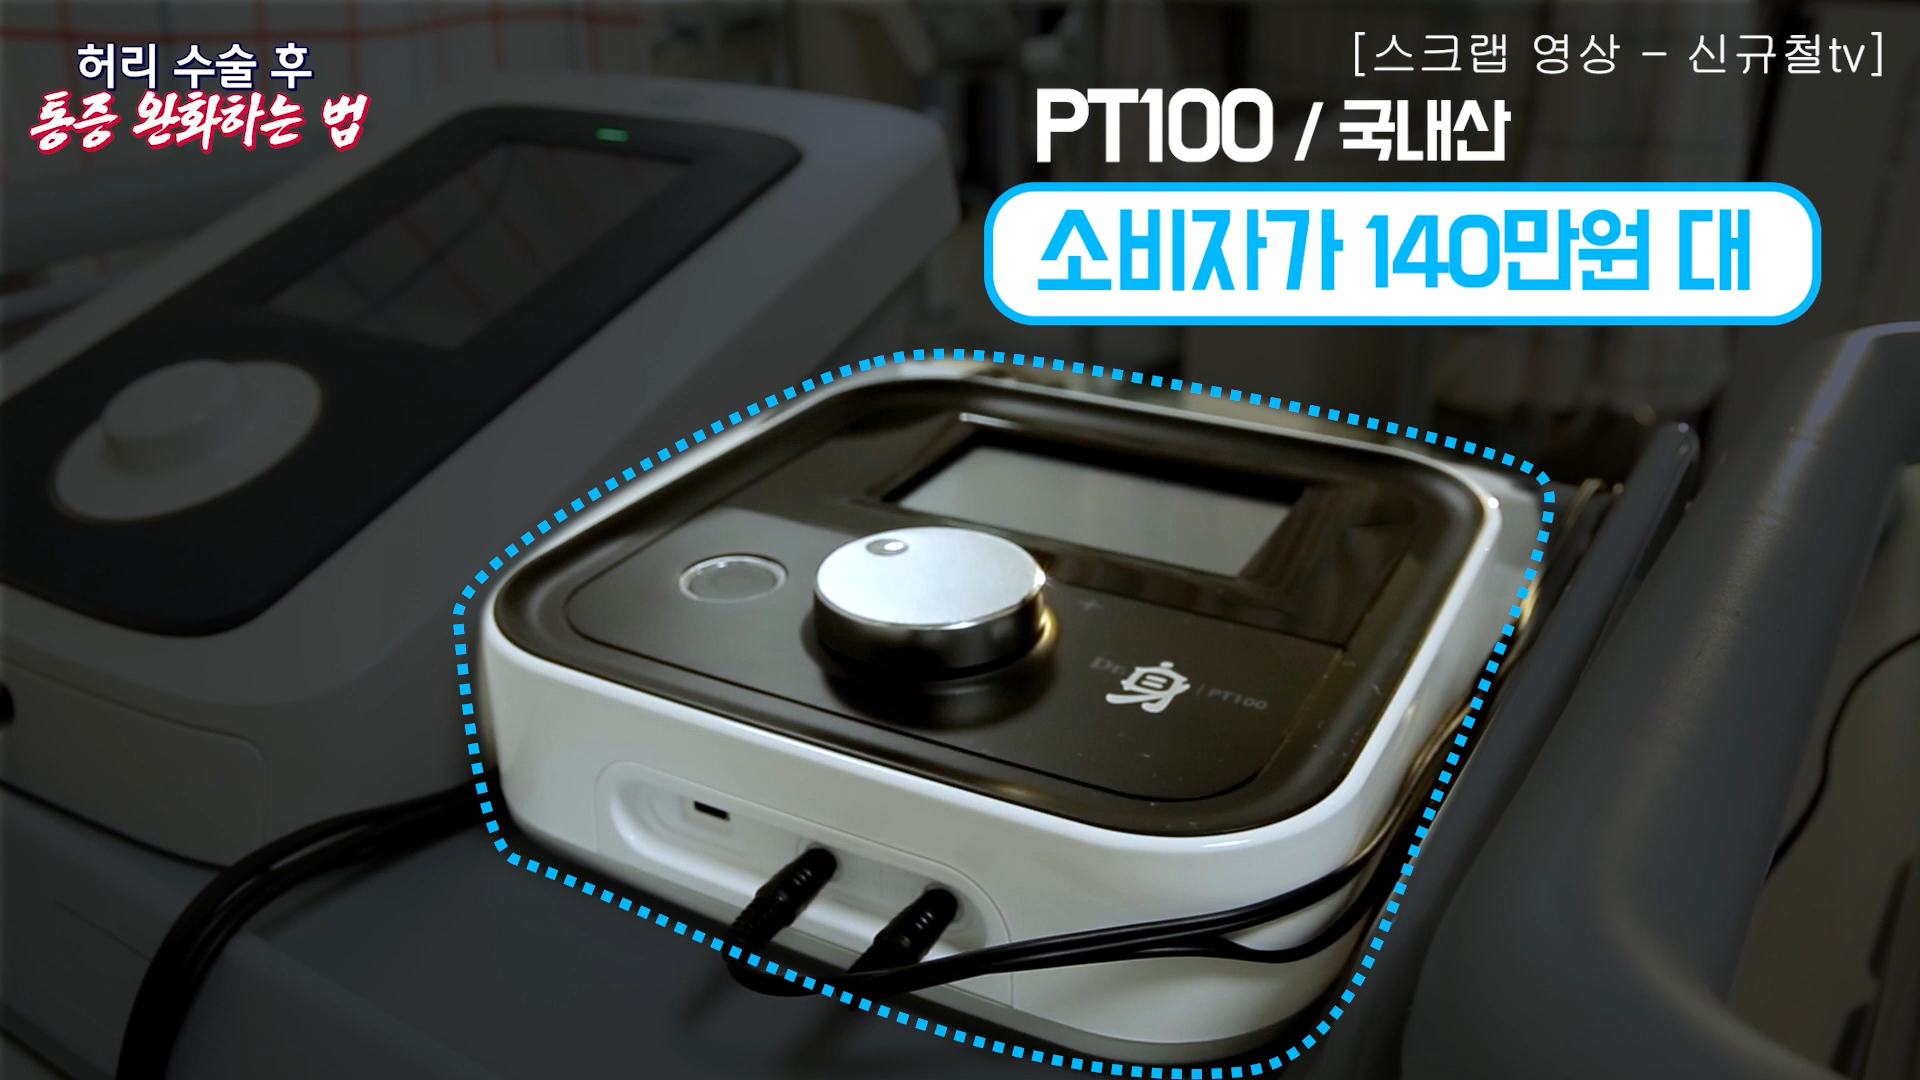 허리 수술 후
통증 완화하는 법
[스크랩 영상 - 신규철tv]
PT100 / 국내산
소비자가 140만원 대
Dr. 身 | PT100